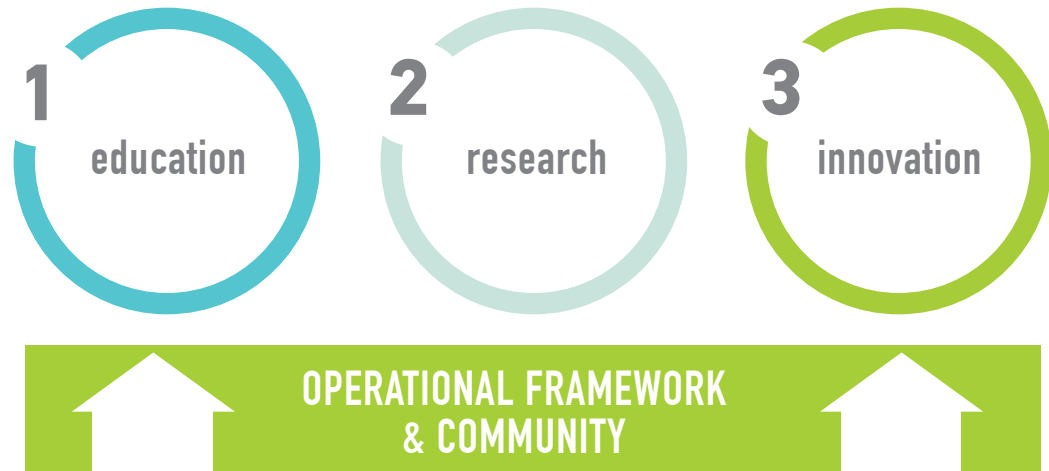 1
education
2
research
3
innovation
OPERATIONAL FRAMEWORK
& COMMUNITY